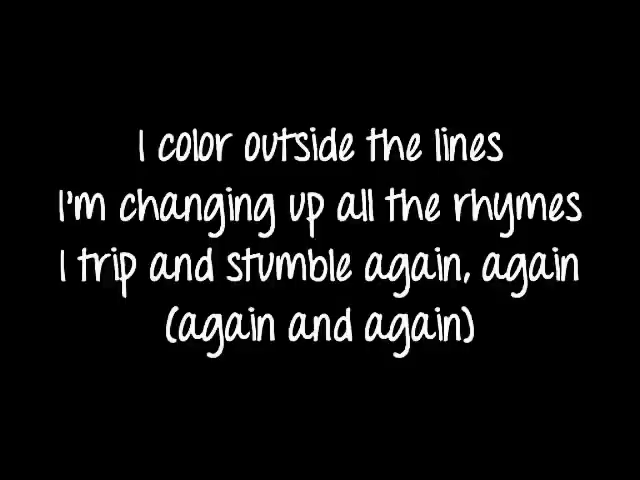 I color outside the lines
I'm changing up all the rhymes
I trip and stumble again, again
(again and again)